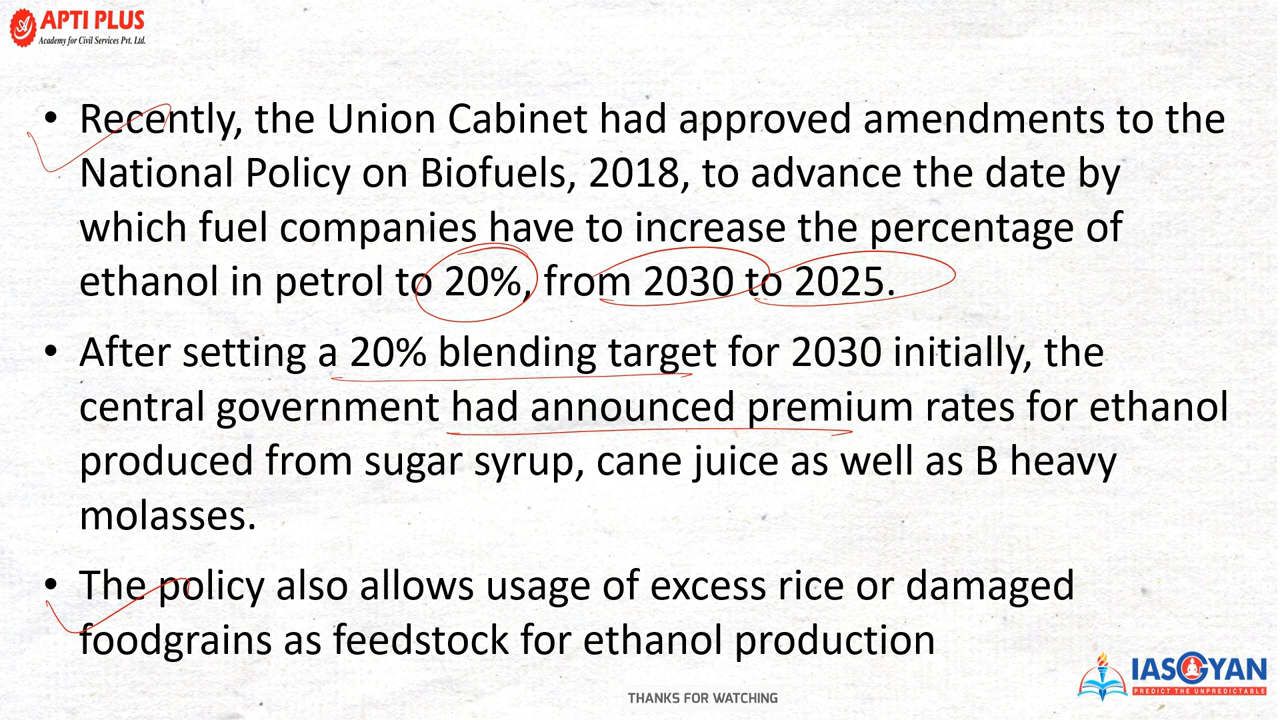 APTI PLUS
Academy for Civil Services Pvt. Ltd.
• Recently, the Union Cabinet had approved amendments to the
National Policy on Biofuels, 2018, to advance the date by
which fuel companies have to increase the percentage of
ethanol in petrol to 20%, from 2030 to 2025.
• After setting a 20% blending target for 2030 initially, the
central government had announced premium rates for ethanol
produced from sugar syrup, cane juice as well as B heavy
molasses.
• The policy also allows usage of excess rice or damaged
foodgrains as feedstock for ethanol production
IASGYAN
PREDICT THE UNPREDICTABLE
THANKS FOR WATCHING